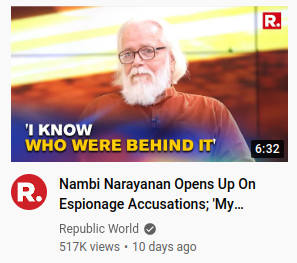 R.
'I KNOW
WHO WERE BEHIND IT'
6:32
R.
Nambi Narayanan Opens Up On
Espionage Accusations; 'My...
Republic World
517K views • 10 days ago